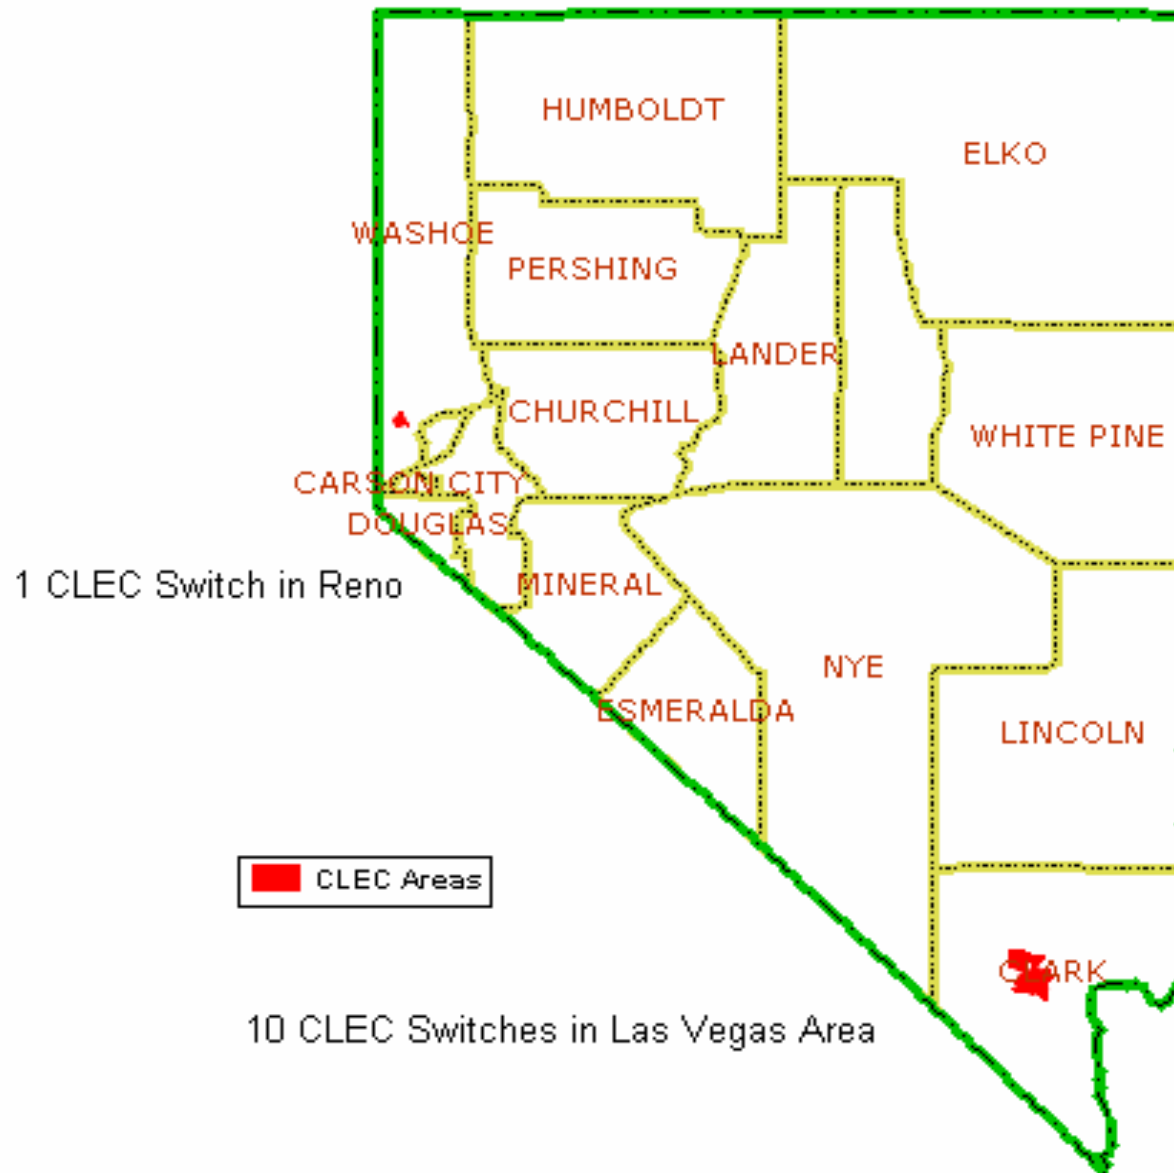 HUMBOLDT
ELKO
WASHOE
PERSHING
LANDER
CHURCHILL
WHITE PINE
CARSON CITY
DOUGLAS
1 CLEC Switch in Reno
MINERAL
NYE
ESMERALDA
LINCOLN
CLEC Areas
CLARK
10 CLEC Switches in Las Vegas Area